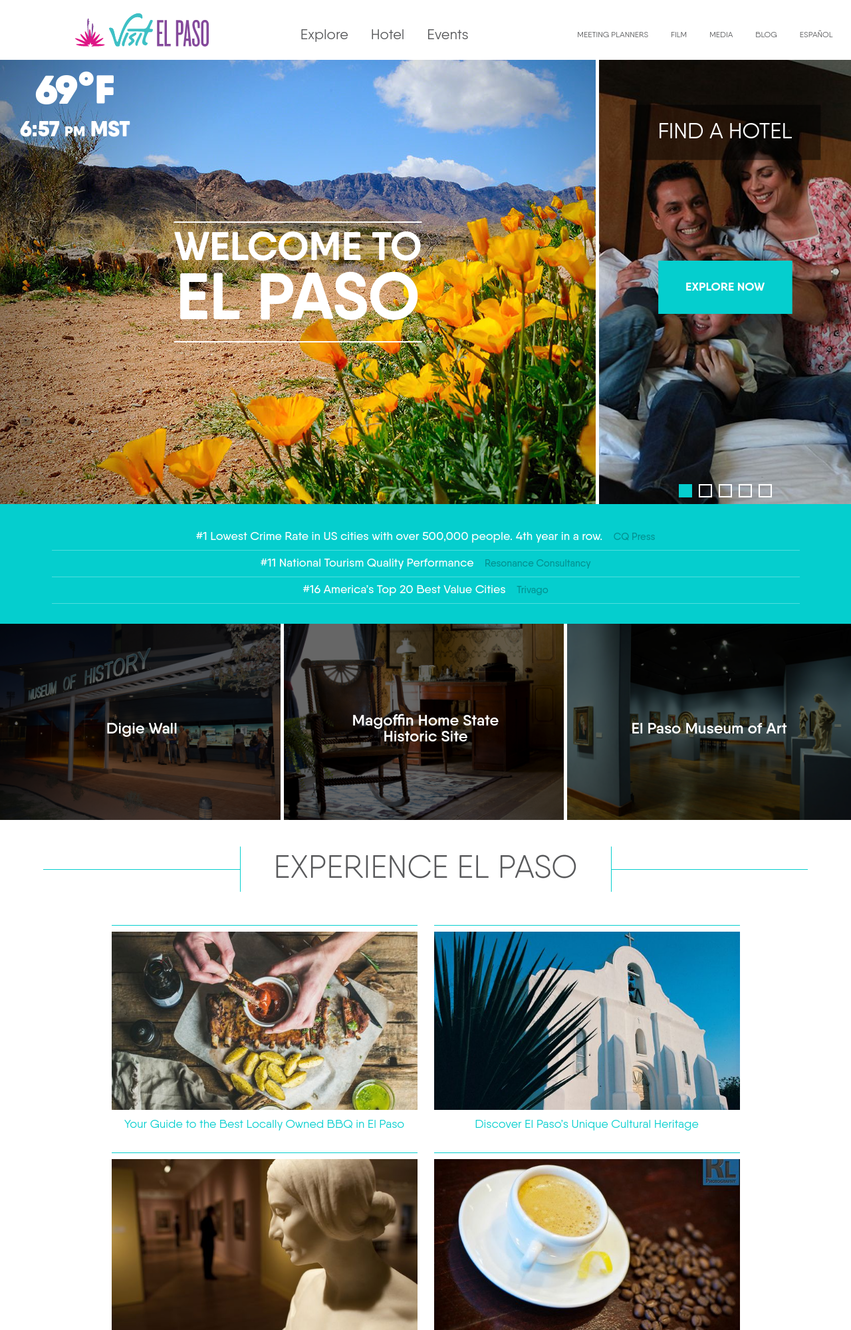 Visit EL PASO
Explore Hotel Events
MEETING PLANNERS FILM MEDIA BLOG ESPAÑOL
69°F
6:57 PM MST
WELCOME TO
EL PASO
FIND A HOTEL
EXPLORE NOW
#1 Lowest Crime Rate in US cities with over 500,000 people. 4th year in a row. CQ Press
#11 National Tourism Quality Performance Resonance Consultancy
#16 America's Top 20 Best Value Cities Trivago
MUSEUM OF HISTORY
Digie Wall
Magoffin Home State
Historic Site
El Paso Museum of Art
EXPERIENCE EL PASO
Your Guide to the Best Locally Owned BBQ in El Paso
Discover El Paso's Unique Cultural Heritage
RL